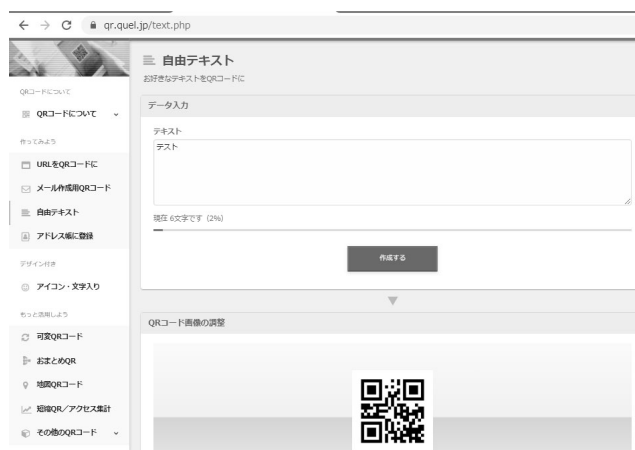 qr.quel.jp/text.php
QRコードについて
QRコードについて
作ってみよう
URLをQRコードに
メール作成用QRコード
自由テキスト
アドレス帳に登録
デザイン付き
アイコン・文字入り
もっと活用しよう
可変QRコード
おまとめQR
地図QRコード
短縮QR／アクセス集計
その他のQRコード
自由テキスト
お好きなテキストをQRコードに
データ入力
テキスト
テスト
現在 6文字です（2%）
作成する
QRコード画像の調整